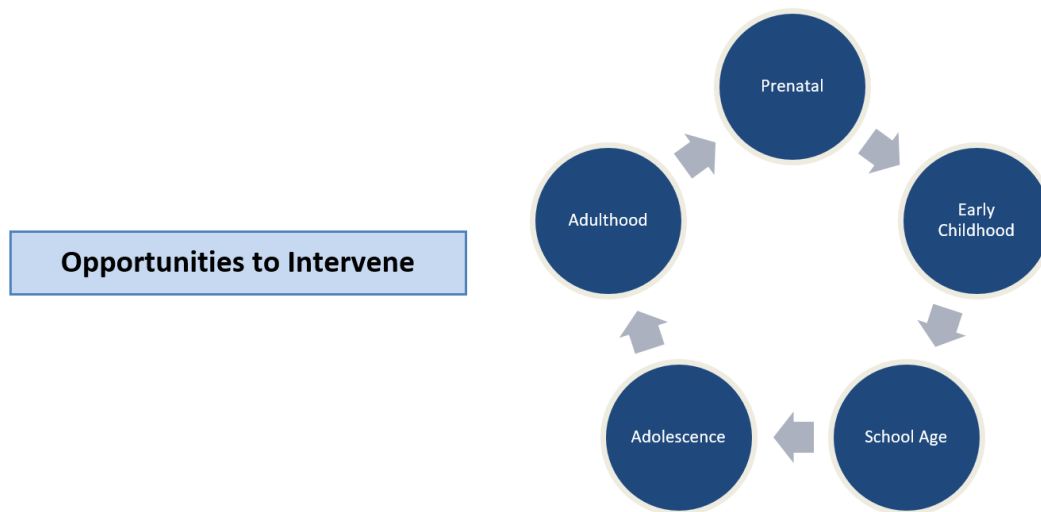 Opportunities to Intervene
Prenatal
Early
Childhood
School Age
Adolescence
Adulthood